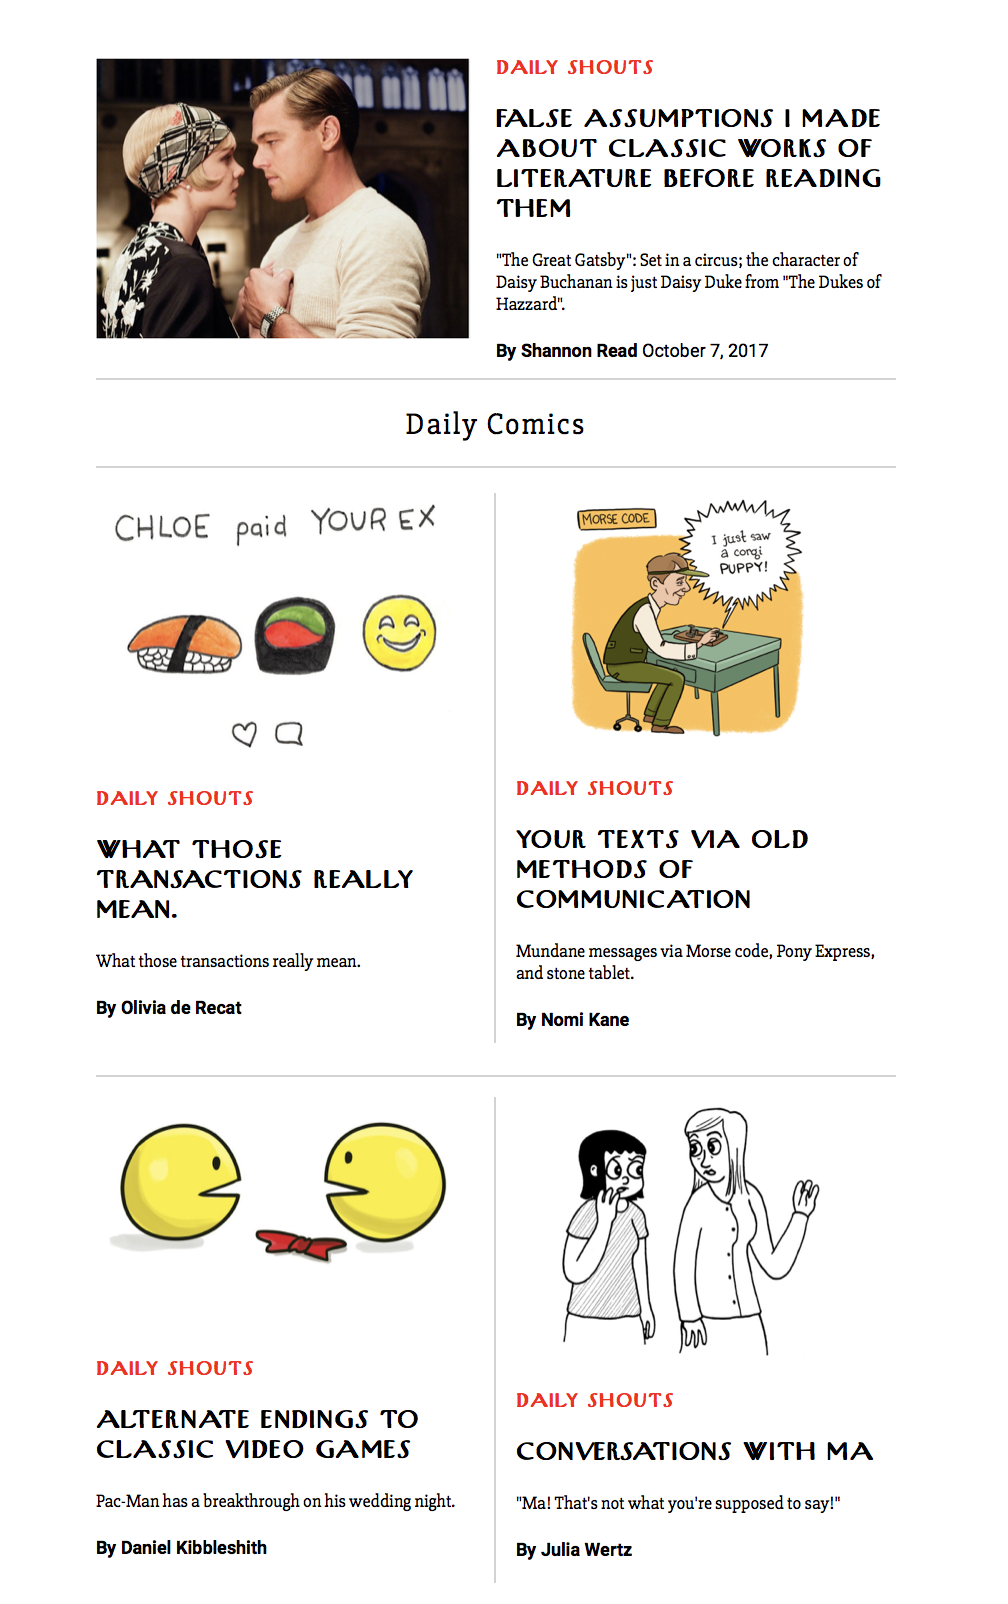 DAILY SHOUTS
FALSE ASSUMPTIONS I MADE
ABOUT CLASSIC WORKS OF
LITERATURE BEFORE READING
THEM
"The Great Gatsby": Set in a circus; the character of
Daisy Buchanan is just Daisy Duke from "The Dukes of
Hazzard".
By Shannon Read October 7, 2017
Daily Comics
CHLOE paid YOUR EX
DAILY SHOUTS
WHAT THOSE
TRANSACTIONS REALLY
MEAN.
What those transactions really mean.
By Olivia de Recat
MORSE CODE
I just saw
a corgi
PUPPY!
DAILY SHOUTS
YOUR TEXTS VIA OLD
METHODS OF
COMMUNICATION
Mundane messages via Morse code, Pony Express,
and stone tablet.
By Nomi Kane
DAILY SHOUTS
ALTERNATE ENDINGS TO
CLASSIC VIDEO GAMES
Pac-Man has a breakthrough on his wedding night.
By Daniel Kibbleshith
DAILY SHOUTS
CONVERSATIONS WITH MA
"Ma! That's not what you're supposed to say!"
By Julia Wertz